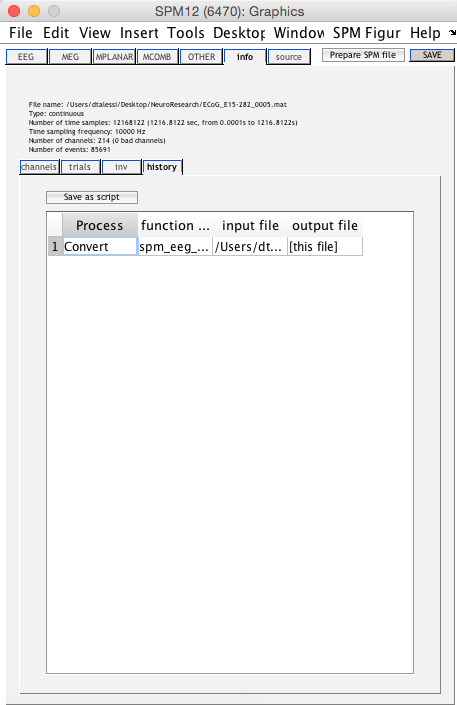 SPM12 (6470): Graphics
File Edit View Insert Tools Desktop Window SPM Figur Help
EEG MEG MPLANAR MCOMB OTHER info source Prepare SPM file SAVE
File name: /Users/dtalessi/Desktop/NeuroResearch/ECoG_E15-282_0005.mat
Type: continuous
Number of time samples: 12168122 (1216.8122 sec, from 0.0001s to 1216.8122s)
Time sampling frequency: 10000 Hz
Number of channels: 214 (0 bad channels)
Number of events: 85691
channels trials inv history
Save as script
Process function ... input file output file
1 Convert spm_eeg_... /Users/dt... [this file]